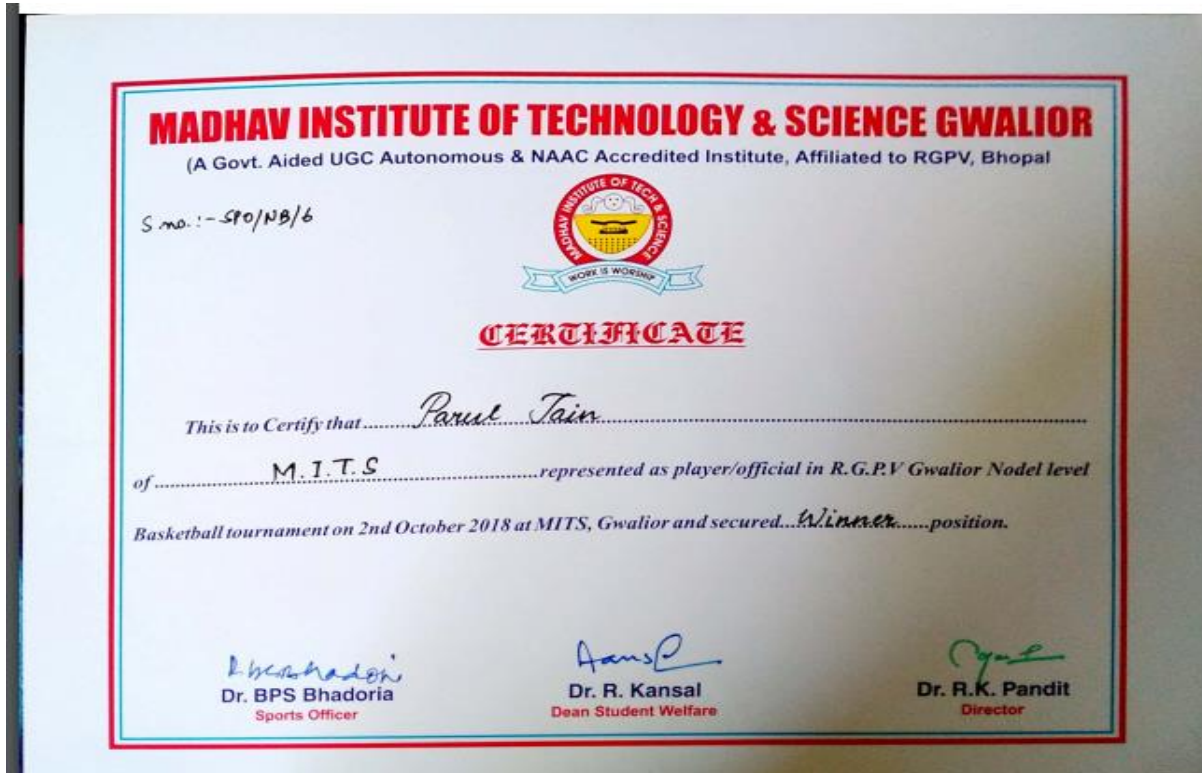 MADHAV INSTITUTE OF TECHNOLOGY & SCIENCE GWALIOR
(A Govt. Aided UGC Autonomous & NAAC Accredited Institute, Affiliated to RGPV, Bhopal
S no.:- SPO/NB/6
MADHAV INSTITUTE OF TECH & SCIENCE
WORK IS WORSHIP
CERTIFICATE
This is to Certify that ........ Parul Jain ........
of ........ M.I.T.S ........ represented as player/official in R.G.P.V Gwalior Nodel level
Basketball tournament on 2nd October 2018 at MITS, Gwalior and secured...Winner......position.
Dr. BPS Bhadoria
Sports Officer
Dr. R. Kansal
Dean Student Welfare
Dr. R.K. Pandit
Director